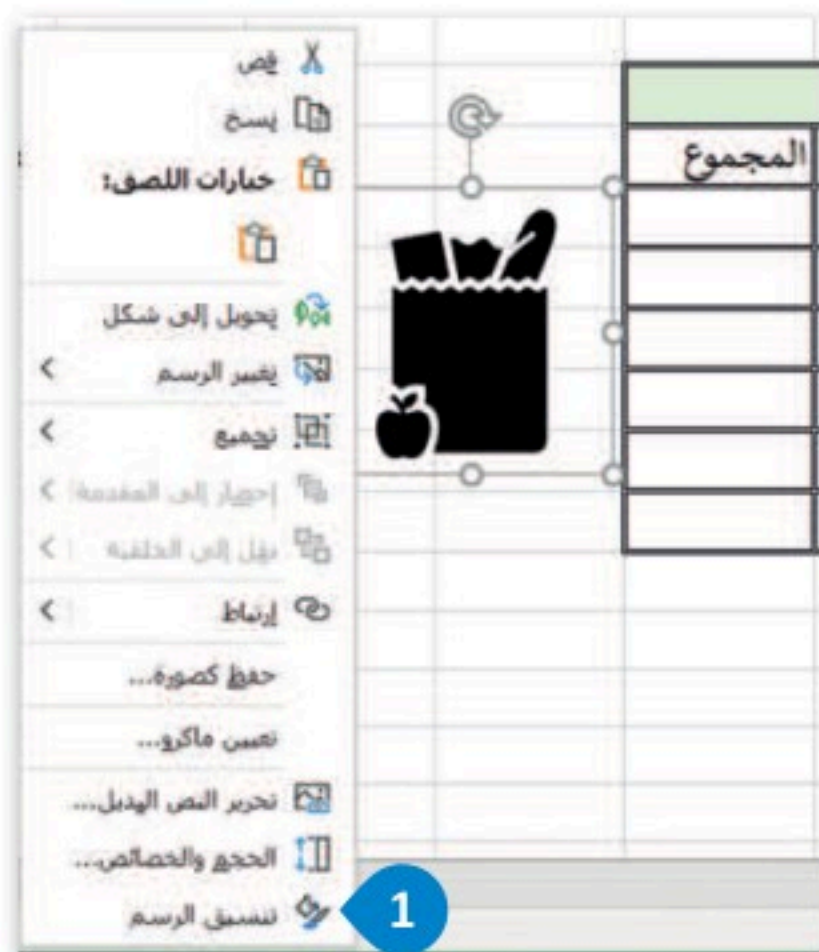 قص
نسخ
خيارات اللصق:
تحويل إلى شكل
تغيير الرسم
تجميع
إحضار إلى المقدمة
نقل إلى الخلفية
ارتباط
حفظ كصورة...
تعيين ماكرو...
تحرير النص البديل...
الحجم والخصائص...
تنسيق الرسم
1
المجموع